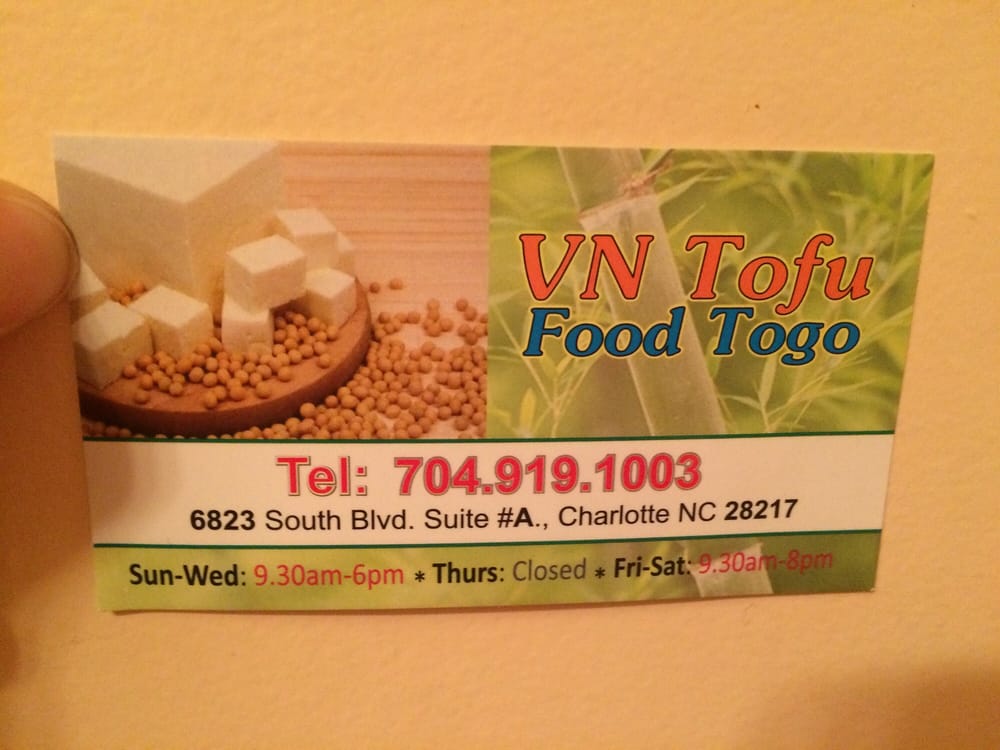 VN Tofu
Food Togo
Tel: 704.919.1003
6823 South Blvd. Suite #A., Charlotte NC 28217
Sun-Wed: 9.30am-6pm * Thurs: Closed * Fri-Sat: 9.30am-8pm